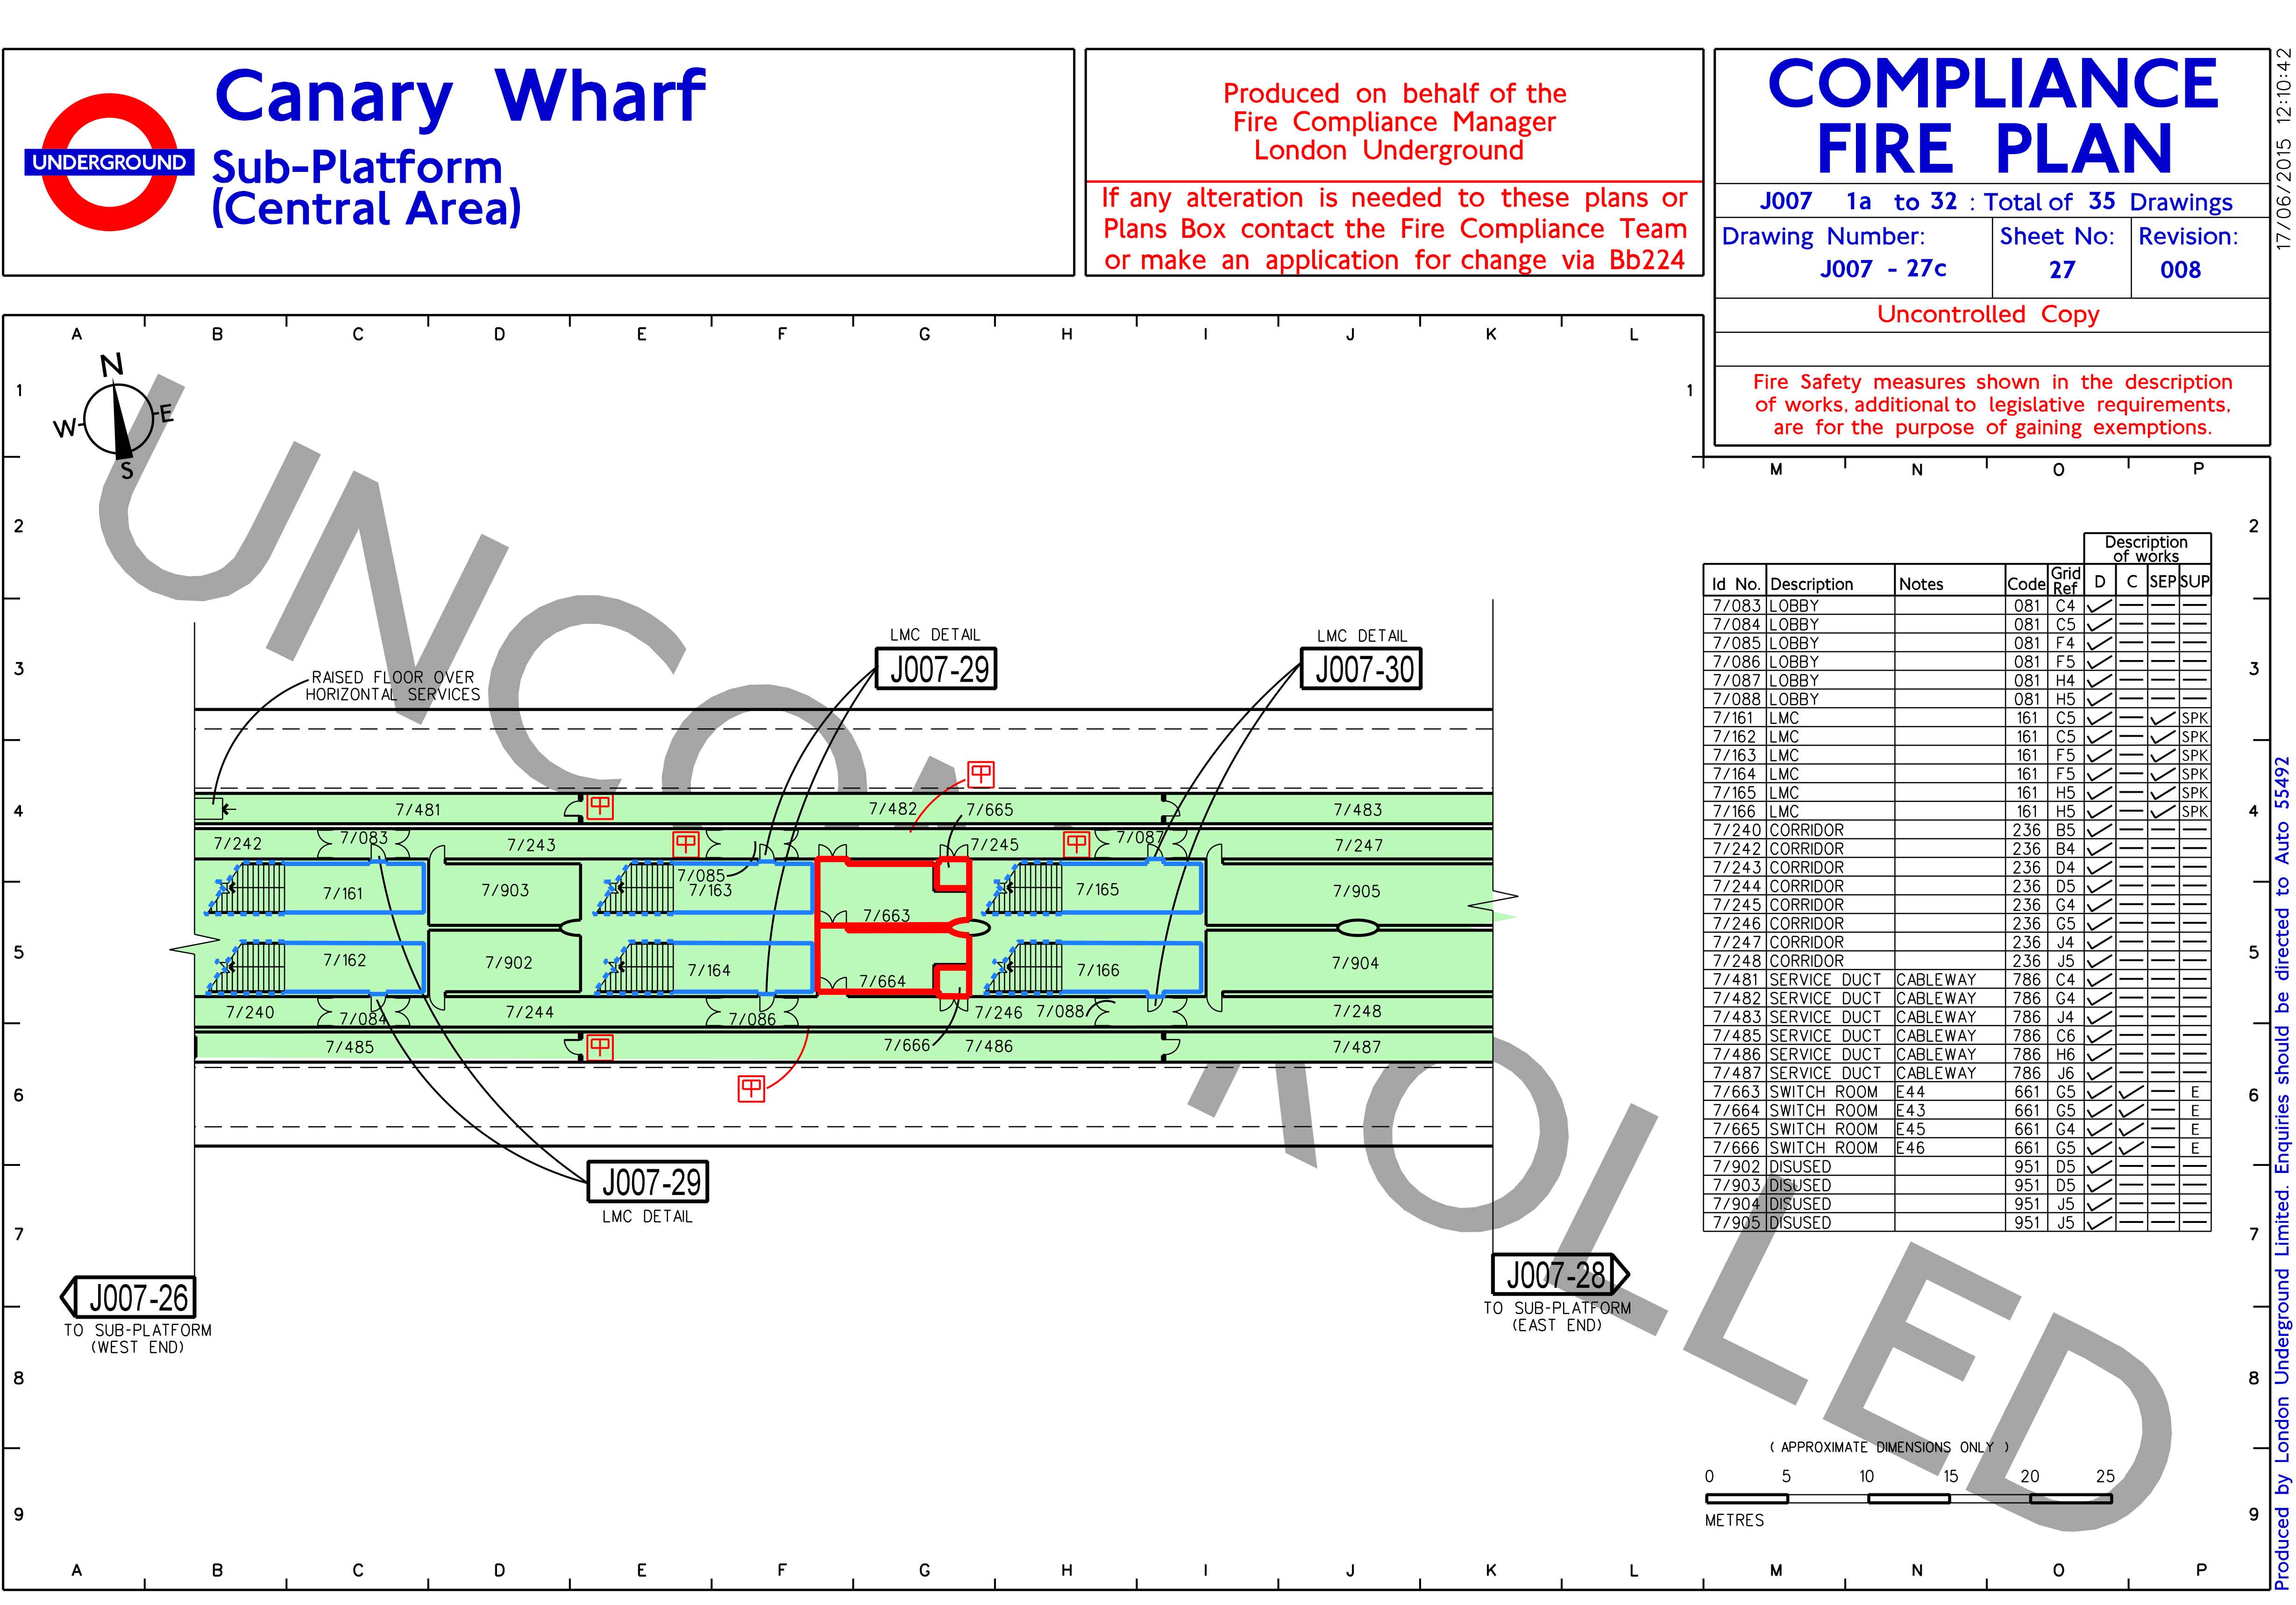 Canary Wharf
Sub-Platform
(Central Area)
UNDERGROUND
Produced on behalf of the
Fire Compliance Manager
London Underground
If any alteration is needed to these plans or
Plans Box contact the Fire Compliance Team
or make an application for change via Bb224
COMPLIANCE
FIRE PLAN
J007 1a to 32 : Total of 35 Drawings
Drawing Number: Sheet No: Revision:
J007 - 27c 27 008
Uncontrolled Copy
Fire Safety measures shown in the description
of works, additional to legislative requirements,
are for the purpose of gaining exemptions.
17/06/2015 12:10:42
A B C D E F G H I J K L
M N O P
N
W E
S
1 1
2 2
3 3
4 4
5 5
6 6
7 7
8 8
9 9
UNCONTROLLED
LMC DETAIL
J007-29
LMC DETAIL
J007-30
RAISED FLOOR OVER
HORIZONTAL SERVICES
7/481 7/482 7/665 7/483
7/242 7/083 7/243 7/245 7/087 7/247
7/085
7/161 7/903 7/163 7/165 7/905
7/663
7/162 7/902 7/164 7/166 7/904
7/664
7/240 7/084 7/244 7/086 7/246 7/088 7/248
7/485 7/666 7/486 7/487
J007-29
LMC DETAIL
J007-26
TO SUB-PLATFORM
(WEST END)
J007-28
TO SUB-PLATFORM
(EAST END)
Description
of works
Id No. Description Notes Code Grid Ref D C SEP SUP
7/083 LOBBY 081 C4
7/084 LOBBY 081 C5
7/085 LOBBY 081 F4
7/086 LOBBY 081 F5
7/087 LOBBY 081 H4
7/088 LOBBY 081 H5
7/161 LMC 161 C5 SPK
7/162 LMC 161 C5 SPK
7/163 LMC 161 F5 SPK
7/164 LMC 161 F5 SPK
7/165 LMC 161 H5 SPK
7/166 LMC 161 H5 SPK
7/240 CORRIDOR 236 B5
7/242 CORRIDOR 236 B4
7/243 CORRIDOR 236 D4
7/244 CORRIDOR 236 D5
7/245 CORRIDOR 236 G4
7/246 CORRIDOR 236 G5
7/247 CORRIDOR 236 J4
7/248 CORRIDOR 236 J5
7/481 SERVICE DUCT CABLEWAY 786 C4
7/482 SERVICE DUCT CABLEWAY 786 G4
7/483 SERVICE DUCT CABLEWAY 786 J4
7/485 SERVICE DUCT CABLEWAY 786 C6
7/486 SERVICE DUCT CABLEWAY 786 H6
7/487 SERVICE DUCT CABLEWAY 786 J6
7/663 SWITCH ROOM E44 661 G5 E
7/664 SWITCH ROOM E43 661 G5 E
7/665 SWITCH ROOM E45 661 G4 E
7/666 SWITCH ROOM E46 661 G5 E
7/902 DISUSED 951 D5
7/903 DISUSED 951 D5
7/904 DISUSED 951 J5
7/905 DISUSED 951 J5
( APPROXIMATE DIMENSIONS ONLY )
0 5 10 15 20 25
METRES
A B C D E F G H I J K L M N O P
Produced by London Underground Limited. Enquiries should be directed to Auto 55492